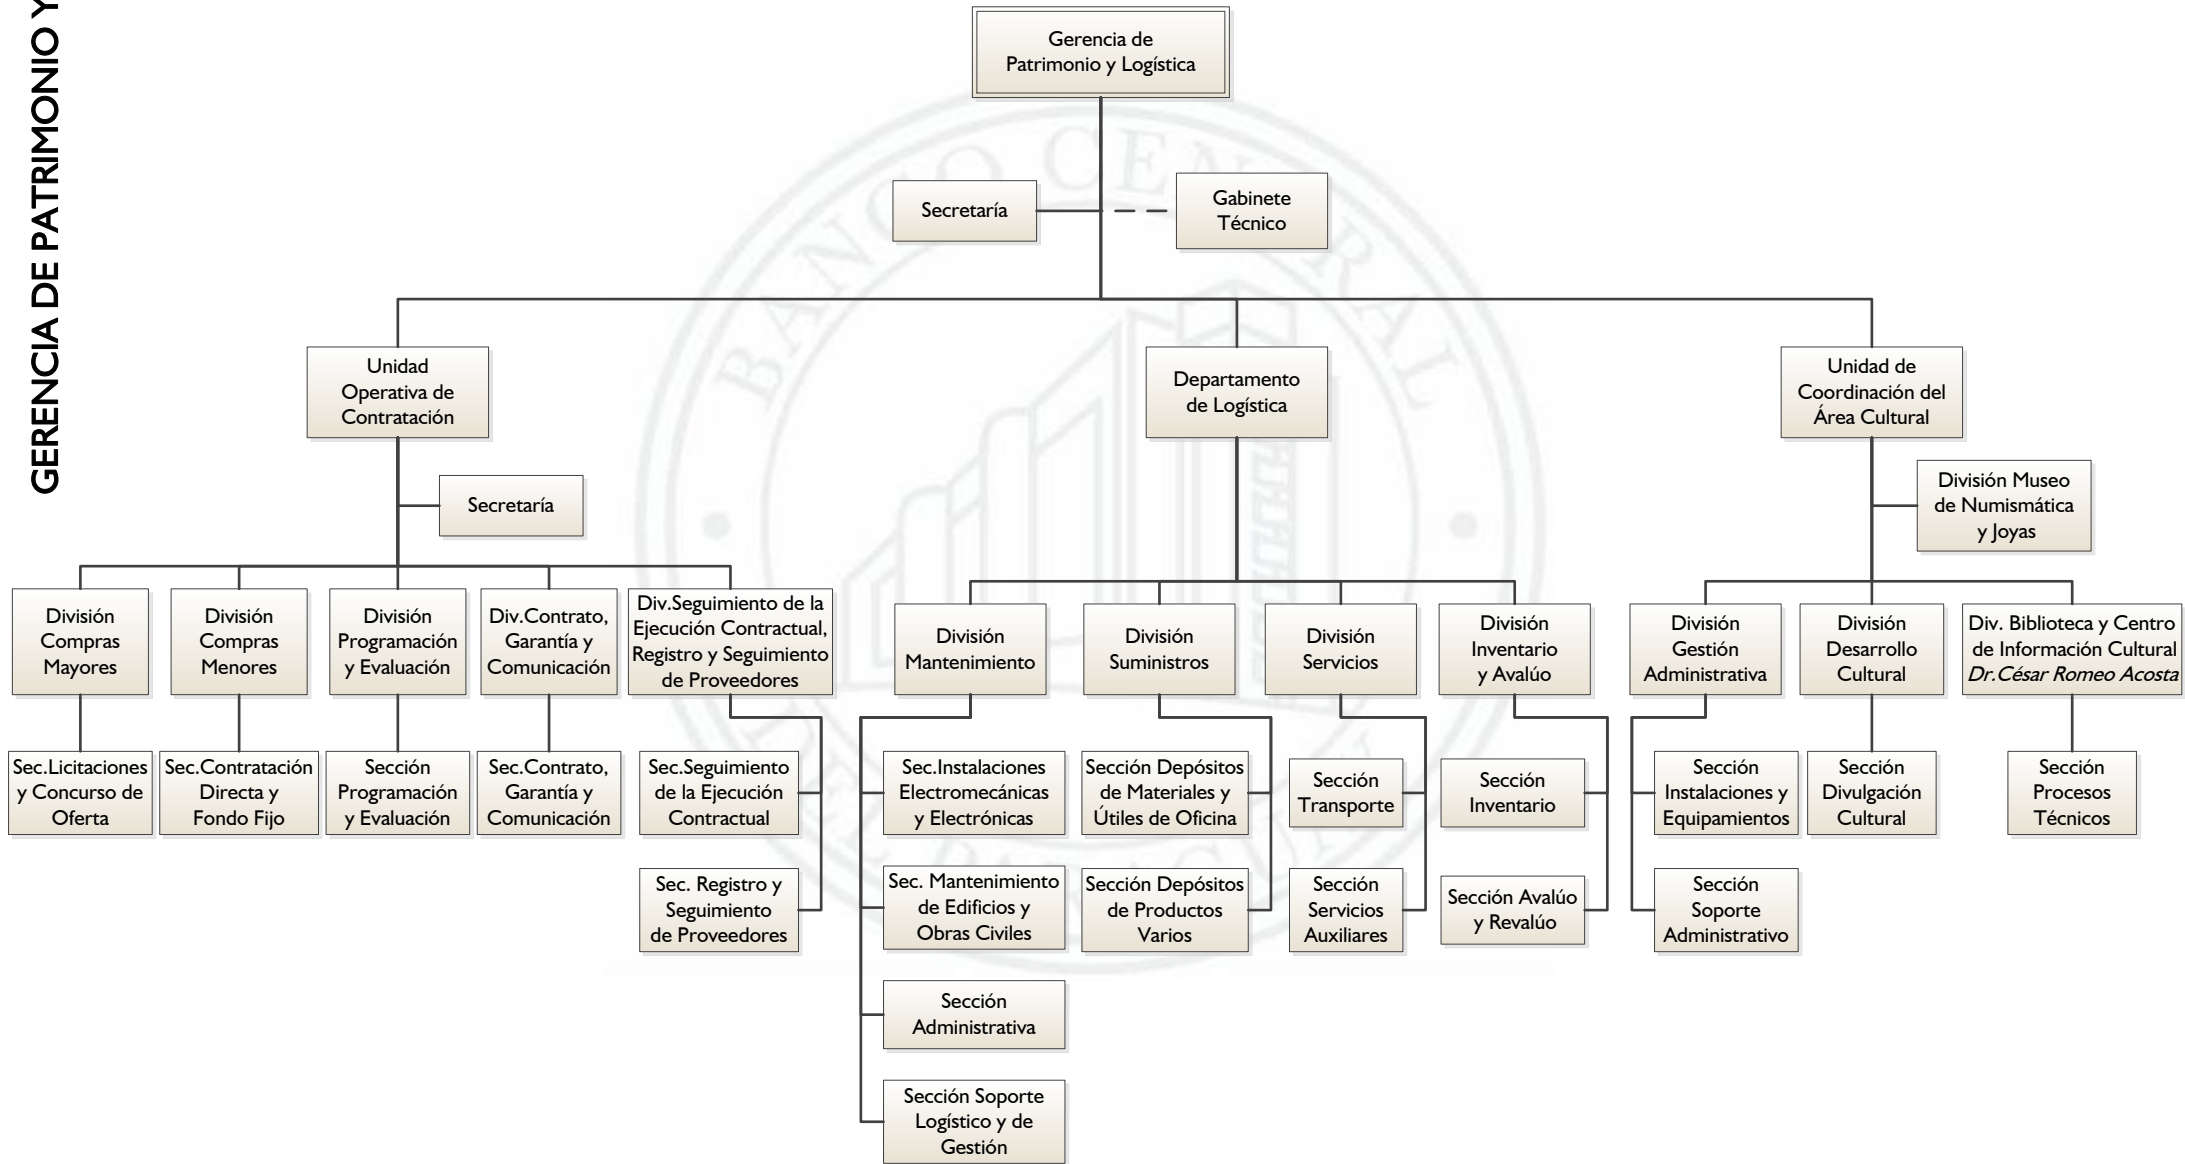 GERENCIA DE PATRIMONIO Y
Gerencia de
Patrimonio y Logística
Secretaría
Gabinete
Técnico
BANCO CENTRAL
DEL PARAGUAY
Unidad
Operativa de
Contratación
Departamento
de Logística
Unidad de
Coordinación del
Área Cultural
Secretaría
División Museo
de Numismática
y Joyas
División
Compras
Mayores
División
Compras
Menores
División
Programación
y Evaluación
Div.Contrato,
Garantía y
Comunicación
Div.Seguimiento de la
Ejecución Contractual,
Registro y Seguimiento
de Proveedores
División
Mantenimiento
División
Suministros
División
Servicios
División
Inventario
y Avalúo
División
Gestión
Administrativa
División
Desarrollo
Cultural
Div. Biblioteca y Centro
de Información Cultural
Dr.César Romeo Acosta
Sec.Licitaciones
y Concurso de
Oferta
Sec.Contratación
Directa y
Fondo Fijo
Sección
Programación
y Evaluación
Sec.Contrato,
Garantía y
Comunicación
Sec.Seguimiento
de la Ejecución
Contractual
Sec.Instalaciones
Electromecánicas
y Electrónicas
Sección Depósitos
de Materiales y
Útiles de Oficina
Sección
Transporte
Sección
Inventario
Sección
Instalaciones y
Equipamientos
Sección
Divulgación
Cultural
Sección
Procesos
Técnicos
Sec. Registro y
Seguimiento
de Proveedores
Sec. Mantenimiento
de Edificios y
Obras Civiles
Sección Depósitos
de Productos
Varios
Sección
Servicios
Auxiliares
Sección Avalúo
y Revalúo
Sección
Soporte
Administrativo
Sección
Administrativa
Sección Soporte
Logístico y de
Gestión